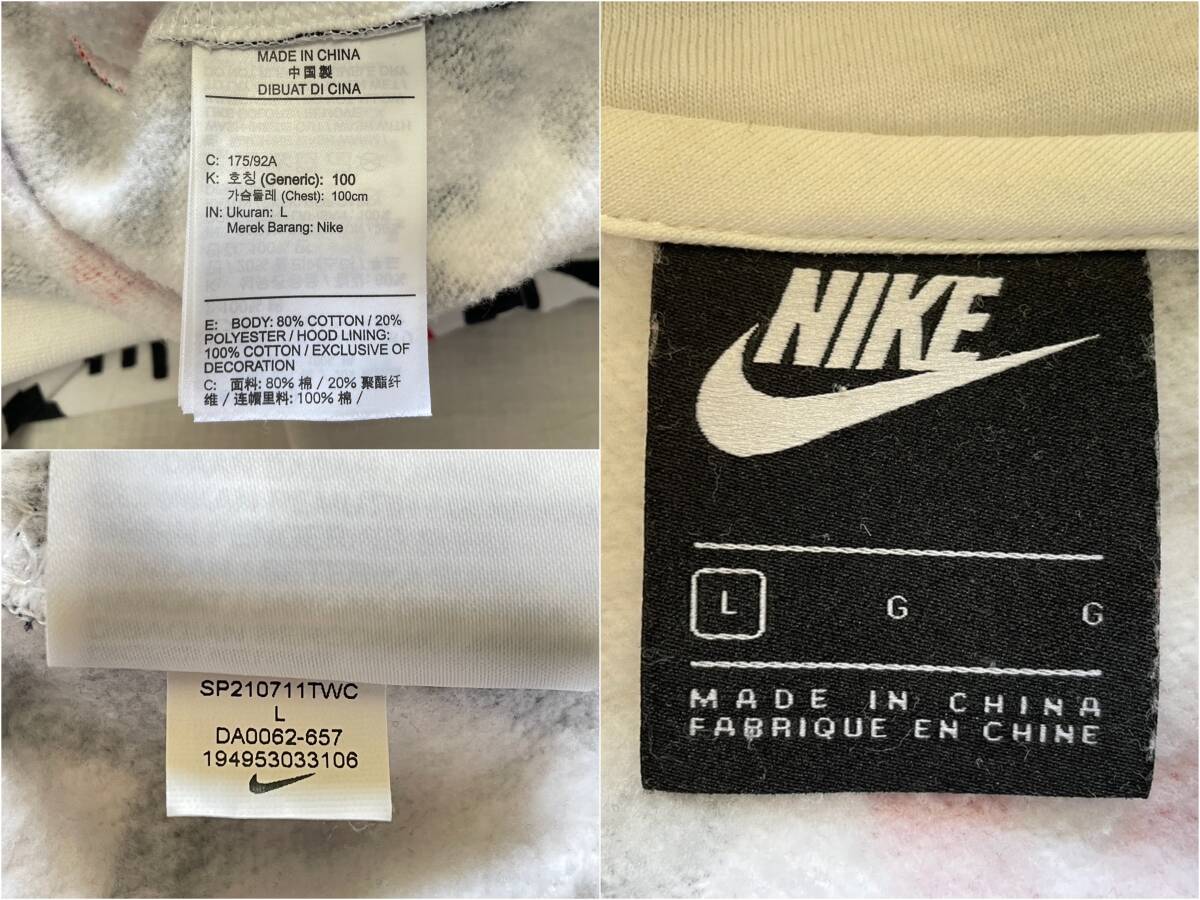 MADE IN CHINA
中国製
DIBUAT DI CINA
C: 175/92A
K: 호칭 (Generic): 100
가슴둘레 (Chest): 100cm
IN: Ukuran: L
Merek Barang: Nike
E: BODY: 80% COTTON / 20%
POLYESTER / HOOD LINING:
100% COTTON / EXCLUSIVE OF
DECORATION
C: 面料: 80% 棉 / 20% 聚酯纤
维 / 连帽里料: 100% 棉 /
SP210711TWC
L
DA0062-657
194953033106
NIKE
L G G
MADE IN CHINA
FABRIQUE EN CHINE